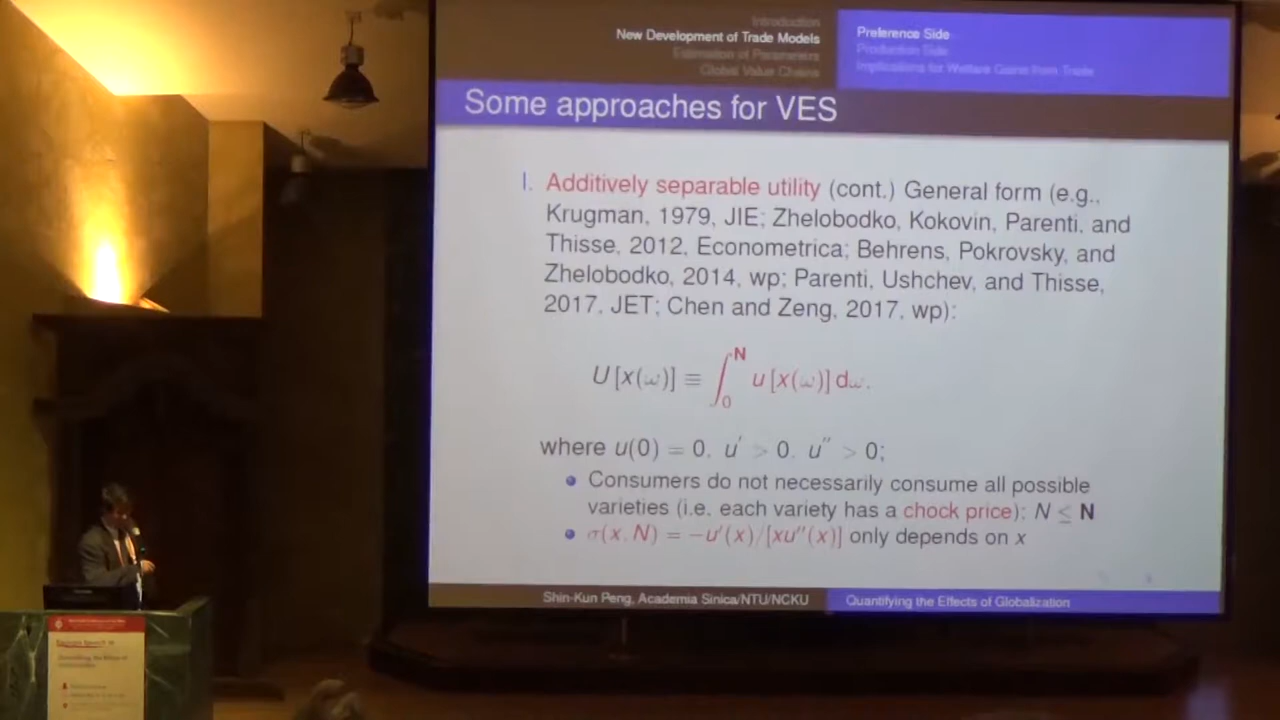 Introduction
New Development of Trade Models
Estimation of Parameters
Global Value Chains
Preference Side
Production Side
Implications for Welfare Gains from Trade
Some approaches for VES
I. Additively separable utility (cont.) General form (e.g.,
Krugman, 1979, JIE; Zhelobodko, Kokovin, Parenti, and
Thisse, 2012, Econometrica; Behrens, Pokrovsky, and
Zhelobodko, 2014, wp; Parenti, Ushchev, and Thisse,
2017, JET; Chen and Zeng, 2017, wp):
U[x(ω)] ≡ ∫₀ᴺ u[x(ω)] dω.
where u(0) = 0, u′ > 0, u″ > 0;
• Consumers do not necessarily consume all possible
varieties (i.e. each variety has a chock price): N ≤ N
• σ(x, N) = −u′(x)/[xu″(x)] only depends on x
Shin-Kun Peng, Academia Sinica/NTU/NCKU
Quantifying the Effects of Globalization